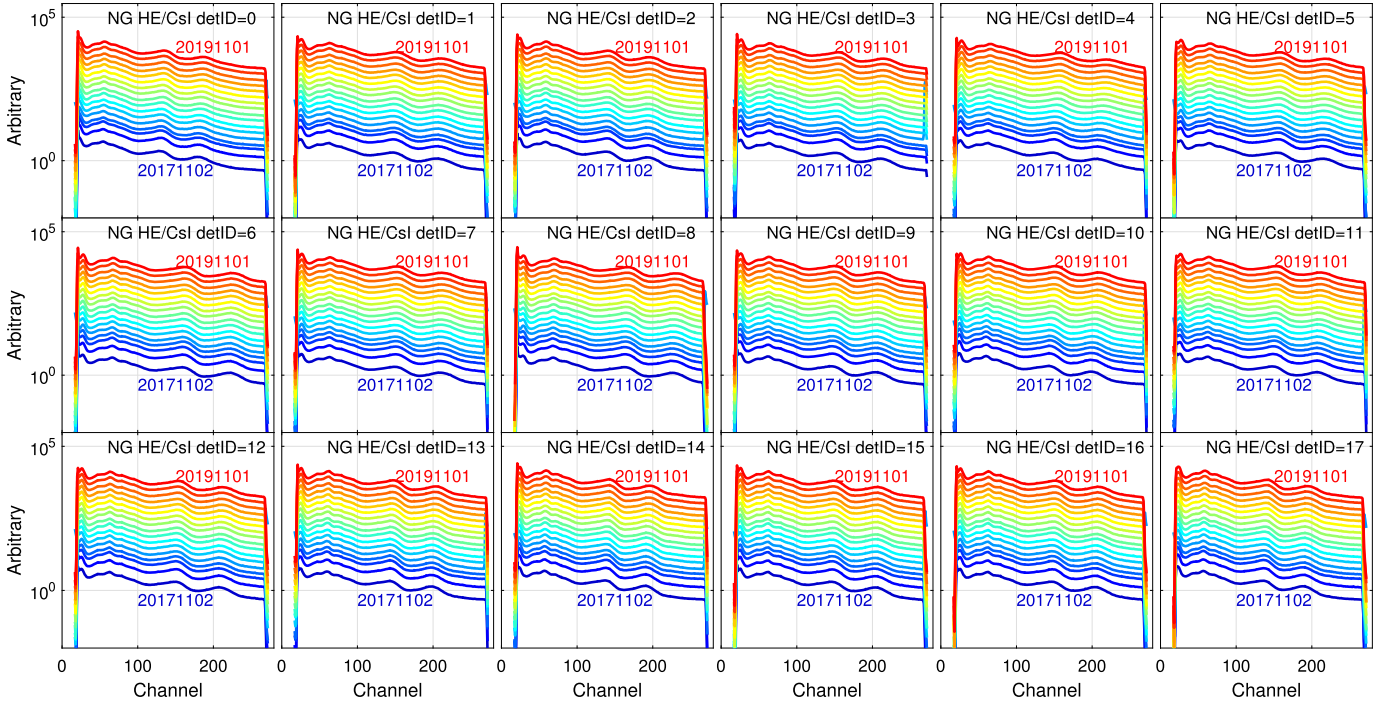 10^5
NG HE/CsI detID=0
NG HE/CsI detID=1
NG HE/CsI detID=2
NG HE/CsI detID=3
NG HE/CsI detID=4
NG HE/CsI detID=5
20191101
20191101
20191101
20191101
20191101
20191101
Arbitrary
10^0
20171102
20171102
20171102
20171102
20171102
20171102
10^5
NG HE/CsI detID=6
NG HE/CsI detID=7
NG HE/CsI detID=8
NG HE/CsI detID=9
NG HE/CsI detID=10
NG HE/CsI detID=11
20191101
20191101
20191101
20191101
20191101
20191101
Arbitrary
10^0
20171102
20171102
20171102
20171102
20171102
20171102
10^5
NG HE/CsI detID=12
NG HE/CsI detID=13
NG HE/CsI detID=14
NG HE/CsI detID=15
NG HE/CsI detID=16
NG HE/CsI detID=17
20191101
20191101
20191101
20191101
20191101
20191101
Arbitrary
10^0
20171102
20171102
20171102
20171102
20171102
20171102
0 100 200
0 100 200
0 100 200
0 100 200
0 100 200
0 100 200
Channel
Channel
Channel
Channel
Channel
Channel